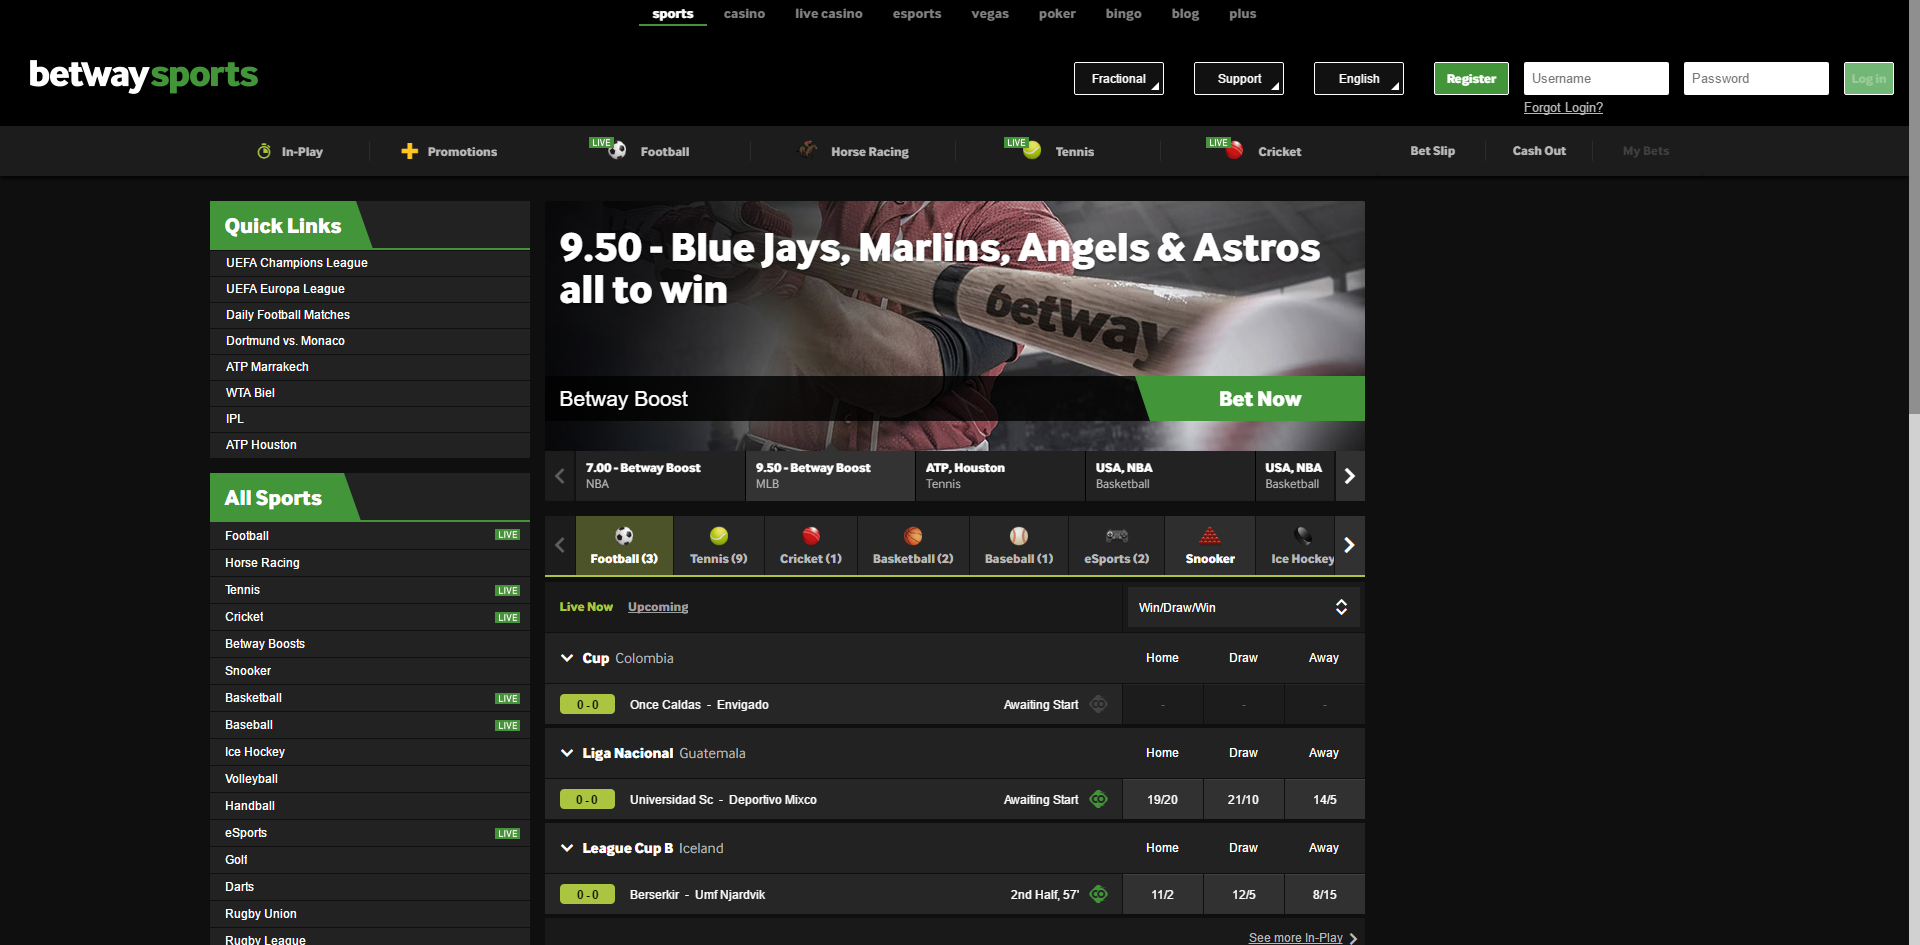 sports casino live casino esports vegas poker bingo blog plus
betwaysports
Fractional Support English Register Username Password Log in
Forgot Login?
In-Play Promotions LIVE Football Horse Racing LIVE Tennis LIVE Cricket Bet Slip Cash Out My Bets
Quick Links
UEFA Champions League
UEFA Europa League
Daily Football Matches
Dortmund vs. Monaco
ATP Marrakech
WTA Biel
IPL
ATP Houston
All Sports
Football LIVE
Horse Racing
Tennis LIVE
Cricket LIVE
Betway Boosts
Snooker
Basketball LIVE
Baseball LIVE
Ice Hockey
Volleyball
Handball
eSports LIVE
Golf
Darts
Rugby Union
Rugby League
9.50 - Blue Jays, Marlins, Angels & Astros
all to win
betway
Betway Boost Bet Now
7.00 - Betway Boost 9.50 - Betway Boost ATP, Houston USA, NBA USA, NBA
NBA MLB Tennis Basketball Basketball
Football (3) Tennis (9) Cricket (1) Basketball (2) Baseball (1) eSports (2) Snooker Ice Hockey
Live Now Upcoming Win/Draw/Win
Cup Colombia Home Draw Away
0 - 0 Once Caldas - Envigado Awaiting Start CO - - -
Liga Nacional Guatemala Home Draw Away
0 - 0 Universidad Sc - Deportivo Mixco Awaiting Start CO 19/20 21/10 14/5
League Cup B Iceland Home Draw Away
0 - 0 Berserkir - Umf Njardvik 2nd Half, 57' CO 11/2 12/5 8/15
See more In-Play